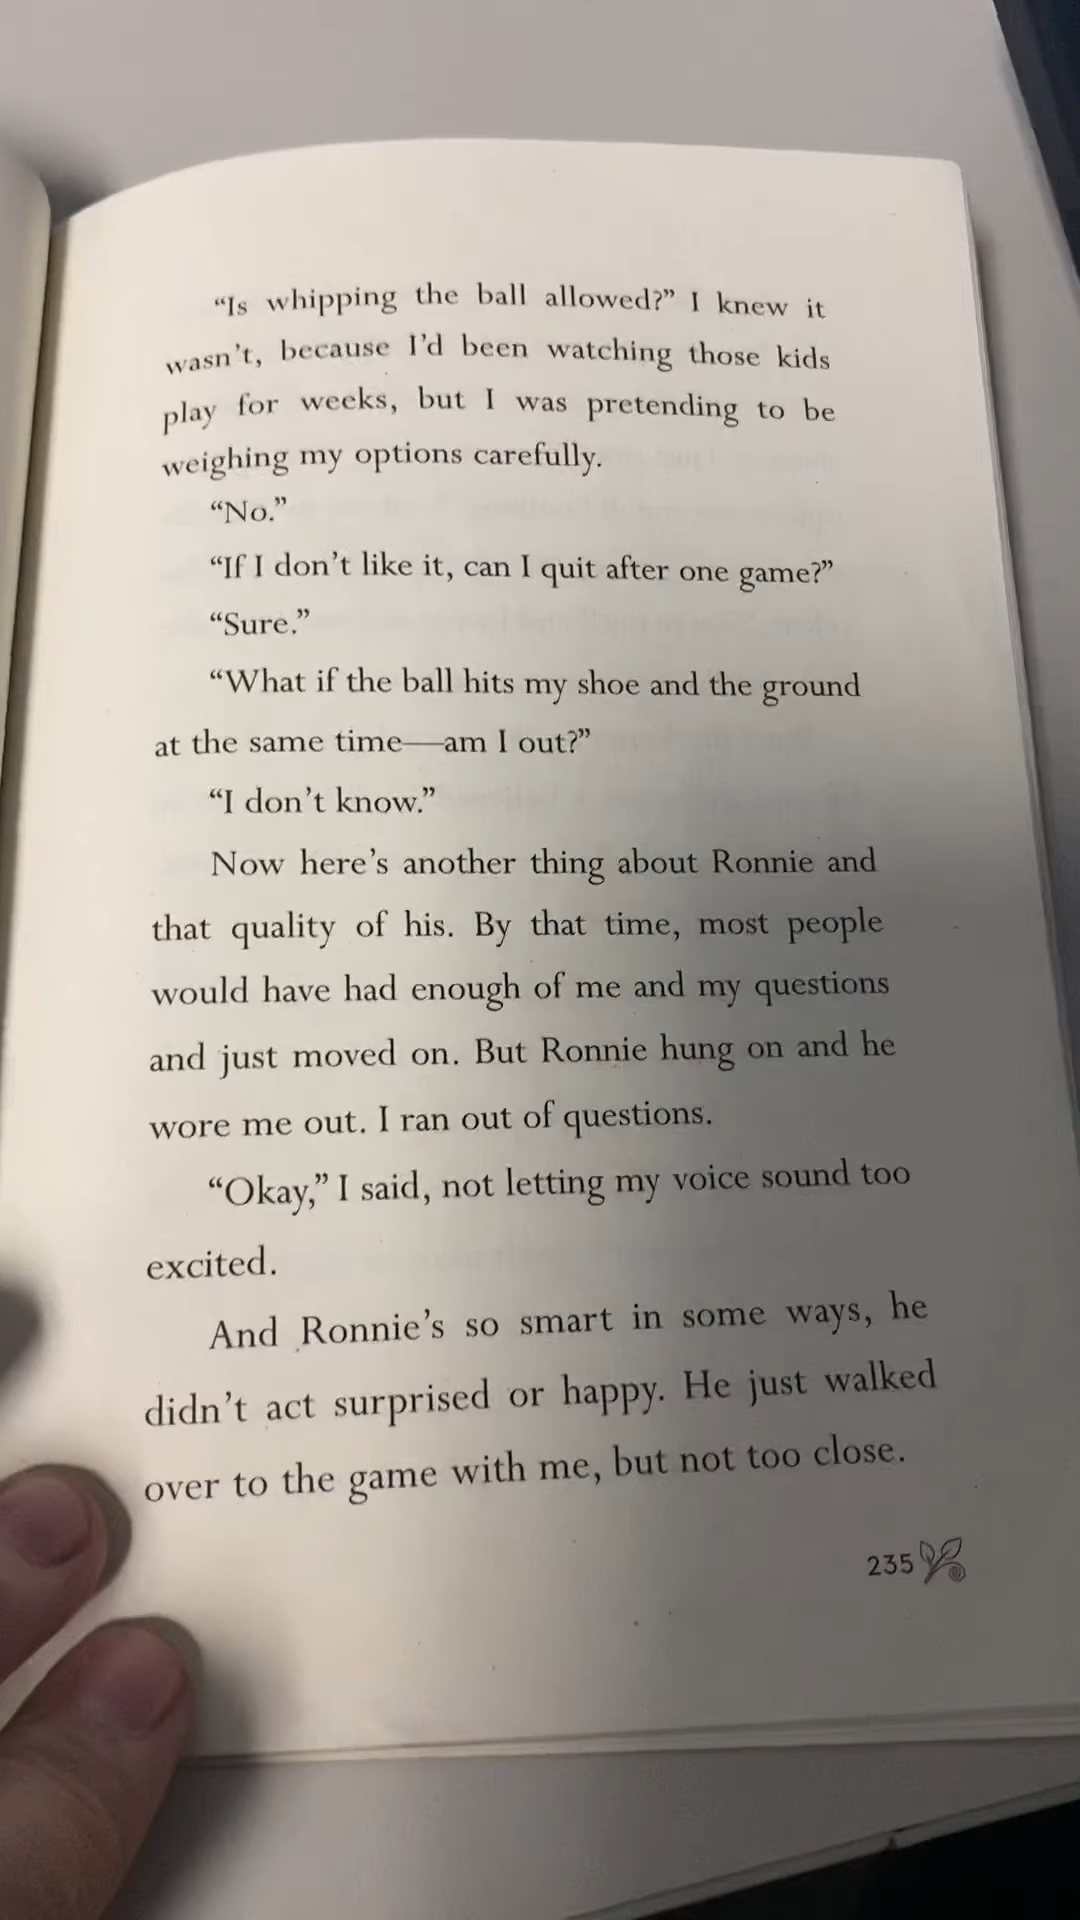 “Is whipping the ball allowed?” I knew it
wasn’t, because I’d been watching those kids
play for weeks, but I was pretending to be
weighing my options carefully.
“No.”
“If I don’t like it, can I quit after one game?”
“Sure.”
“What if the ball hits my shoe and the ground
at the same time—am I out?”
“I don’t know.”
Now here’s another thing about Ronnie and
that quality of his. By that time, most people
would have had enough of me and my questions
and just moved on. But Ronnie hung on and he
wore me out. I ran out of questions.
“Okay,” I said, not letting my voice sound too
excited.
And Ronnie’s so smart in some ways, he
didn’t act surprised or happy. He just walked
over to the game with me, but not too close.
235